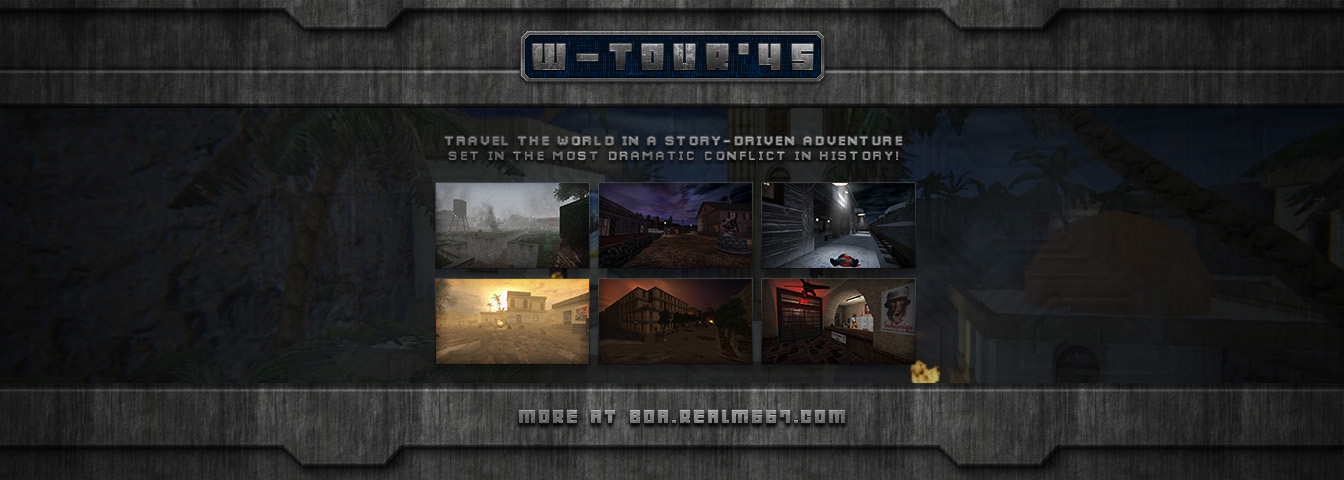 W-TOUR'45
TRAVEL THE WORLD IN A STORY-DRIVEN ADVENTURE
SET IN THE MOST DRAMATIC CONFLICT IN HISTORY!
MORE AT BOA.REALM667.COM